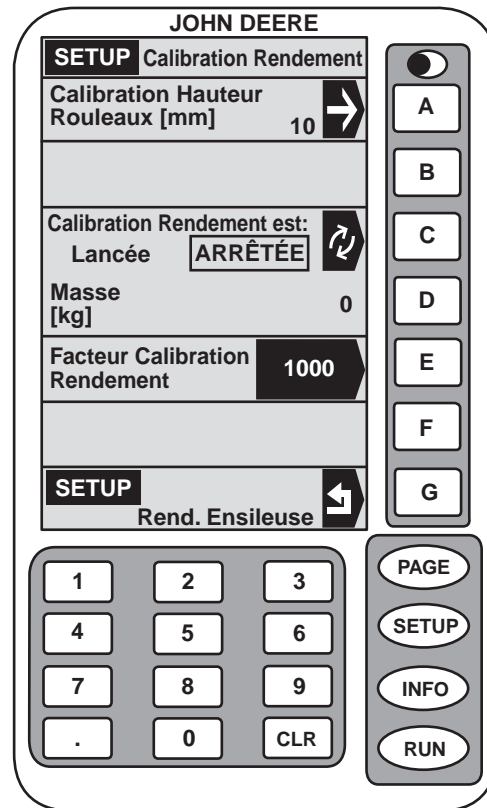 JOHN DEERE
SETUP Calibration Rendement
Calibration Hauteur
Rouleaux [mm] 10
A
B
Calibration Rendement est:
Lancée ARRÊTÉE
C
Masse
[kg] 0
D
Facteur Calibration
Rendement 1000
E
F
SETUP
Rend. Ensileuse
G
1 2 3
4 5 6
7 8 9
. 0 CLR
PAGE
SETUP
INFO
RUN